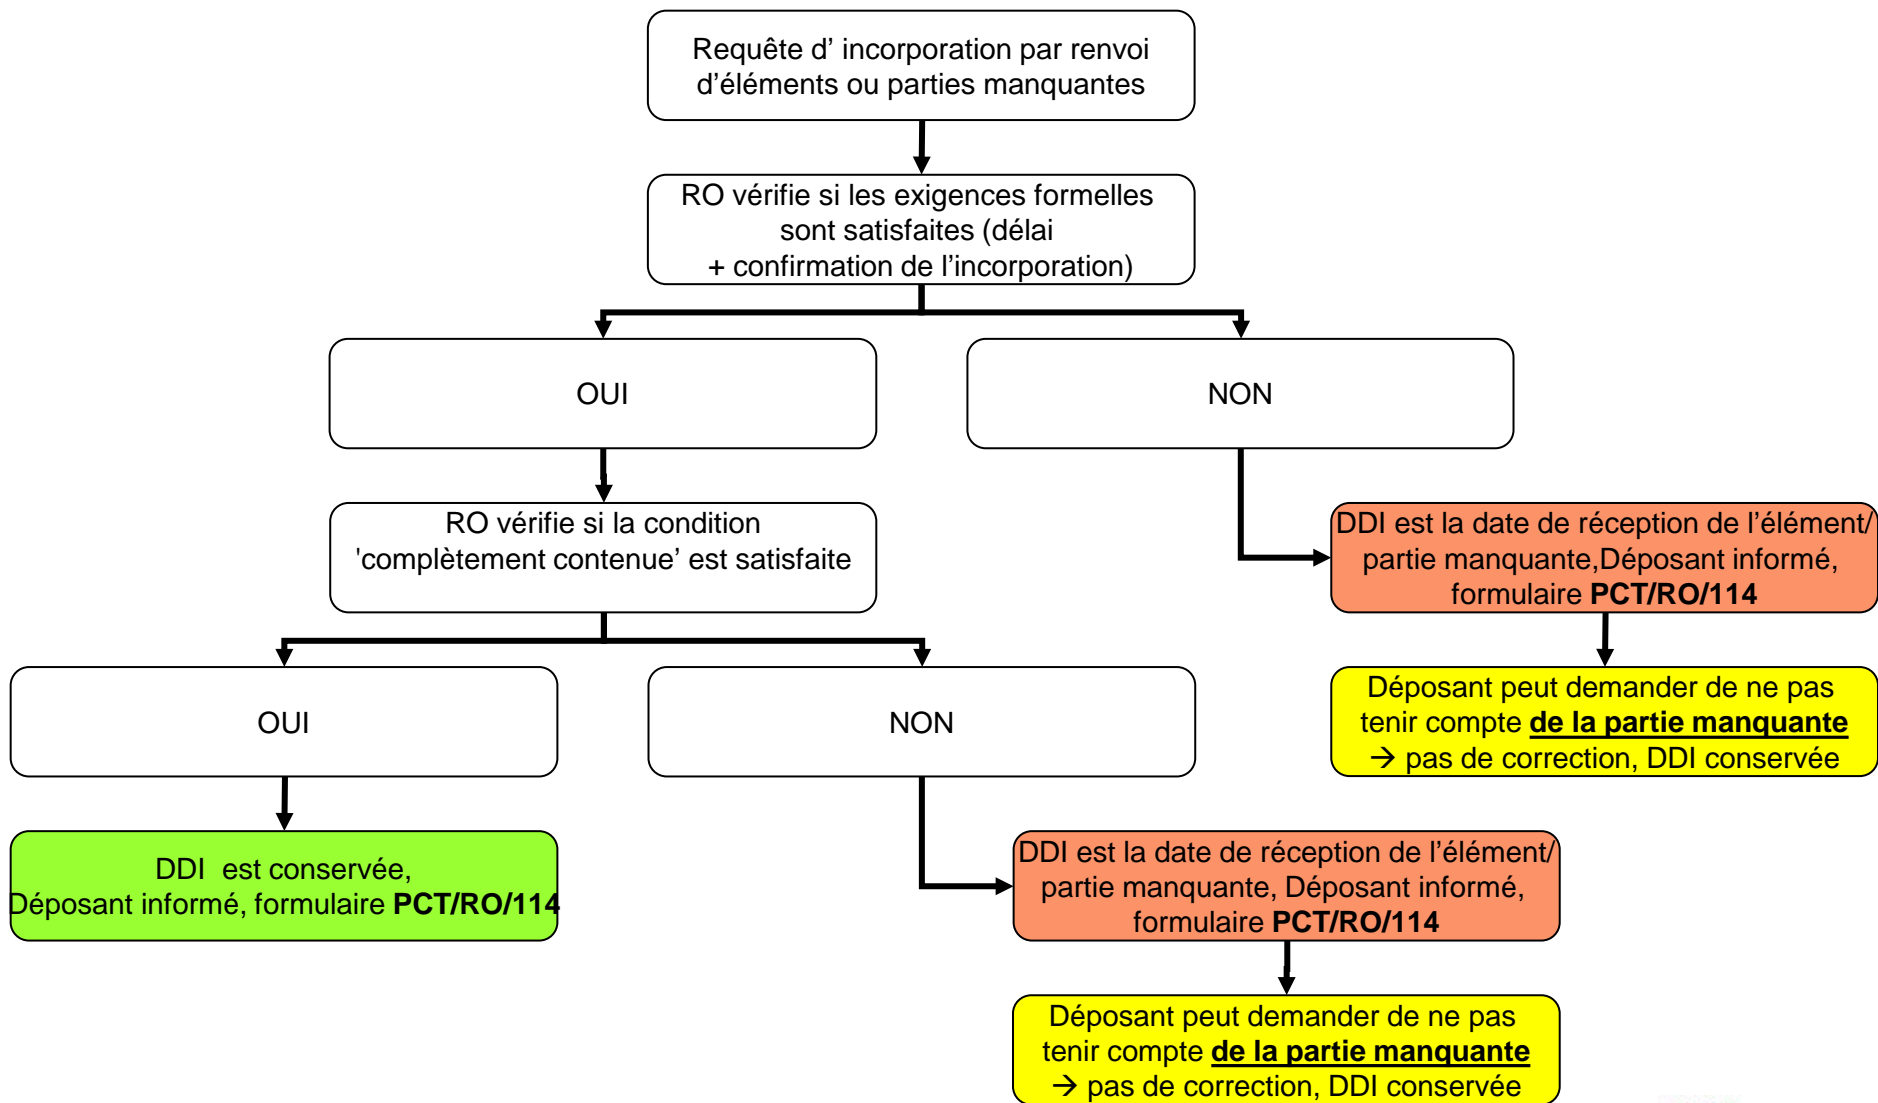 Requête d’ incorporation par renvoi
d’éléments ou parties manquantes
RO vérifie si les exigences formelles
sont satisfaites (délai
+ confirmation de l’incorporation)
OUI
NON
RO vérifie si la condition
'complètement contenue’ est satisfaite
DDI est la date de réception de l’élément/
partie manquante,Déposant informé,
formulaire PCT/RO/114
Déposant peut demander de ne pas
tenir compte de la partie manquante
→ pas de correction, DDI conservée
OUI
NON
DDI est conservée,
Déposant informé, formulaire PCT/RO/114
DDI est la date de réception de l’élément/
partie manquante, Déposant informé,
formulaire PCT/RO/114
Déposant peut demander de ne pas
tenir compte de la partie manquante
→ pas de correction, DDI conservée